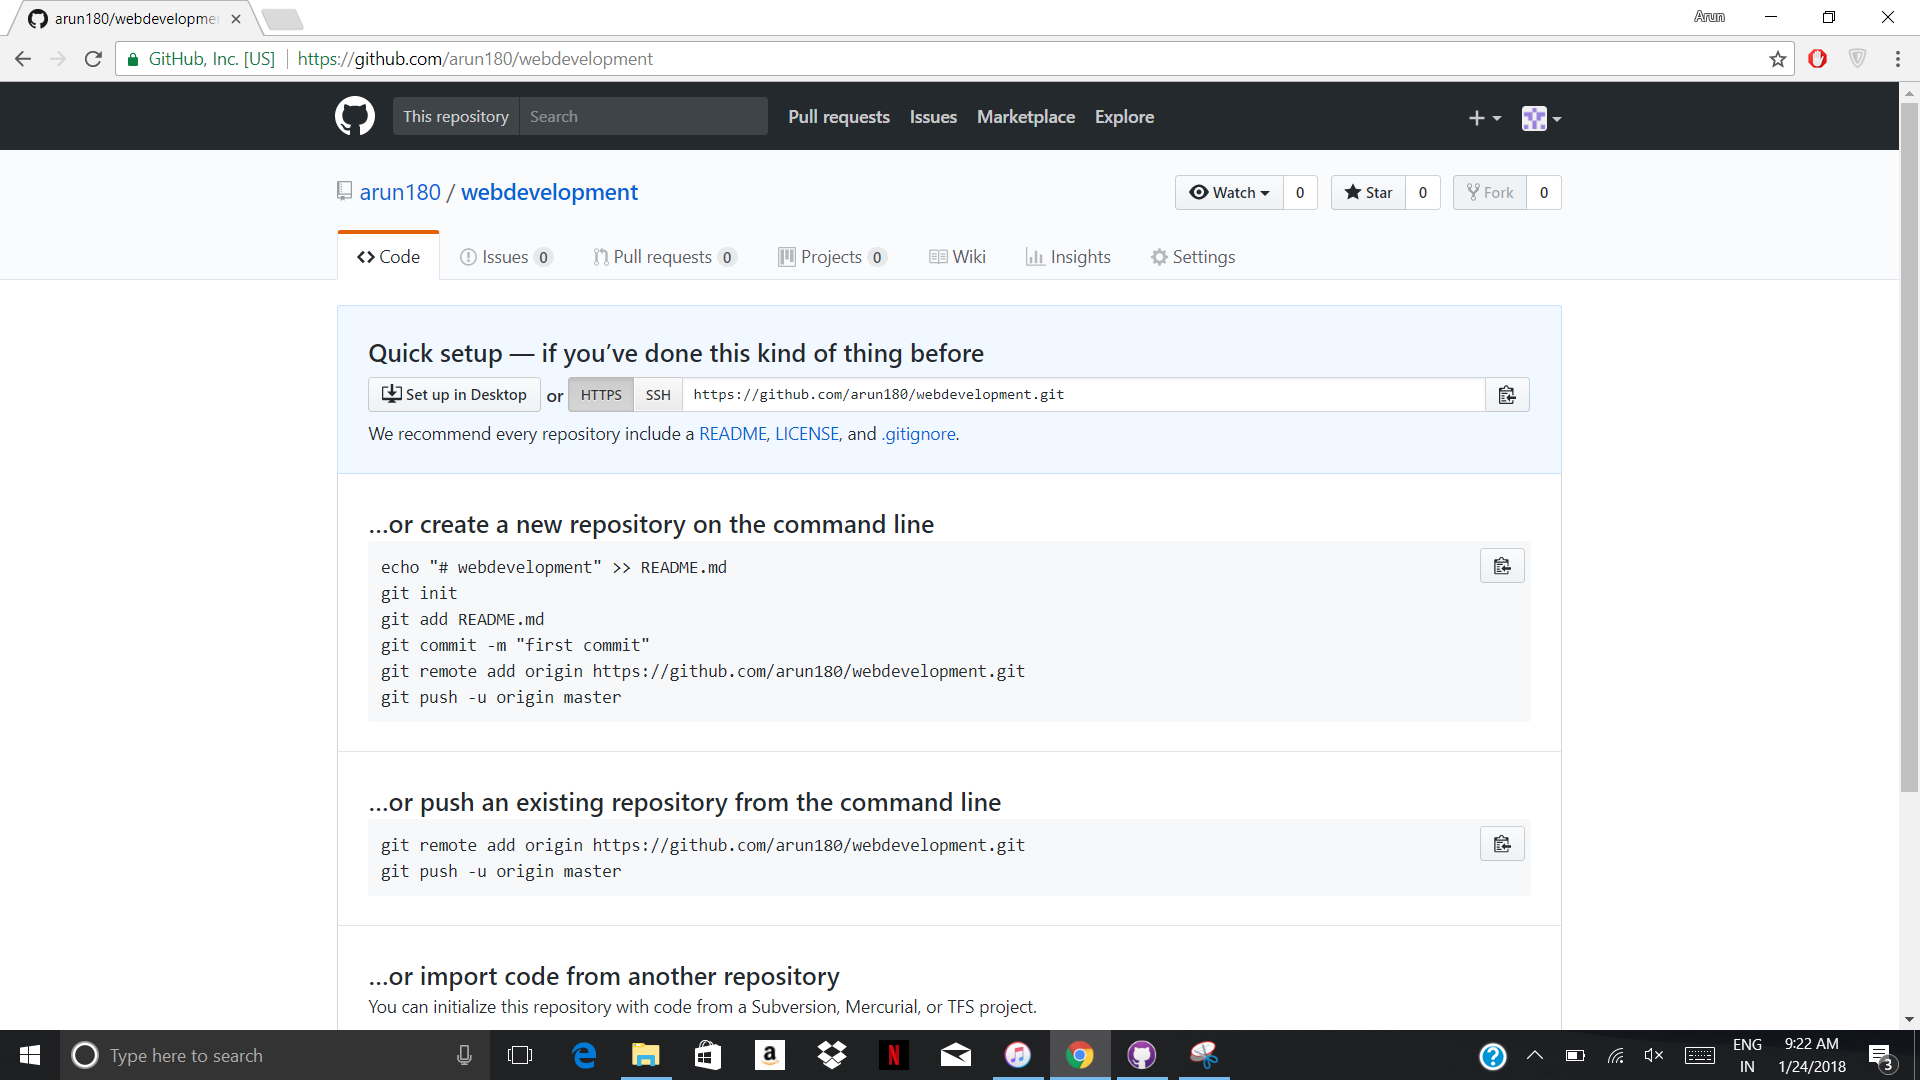 arun180/webdevelopme
Arun
GitHub, Inc. [US] https://github.com/arun180/webdevelopment
This repository Search Pull requests Issues Marketplace Explore
arun180 / webdevelopment
Watch 0 Star 0 Fork 0
Code Issues 0 Pull requests 0 Projects 0 Wiki Insights Settings
Quick setup — if you’ve done this kind of thing before
Set up in Desktop or HTTPS SSH https://github.com/arun180/webdevelopment.git
We recommend every repository include a README, LICENSE, and .gitignore.
…or create a new repository on the command line
echo "# webdevelopment" >> README.md
git init
git add README.md
git commit -m "first commit"
git remote add origin https://github.com/arun180/webdevelopment.git
git push -u origin master
…or push an existing repository from the command line
git remote add origin https://github.com/arun180/webdevelopment.git
git push -u origin master
…or import code from another repository
You can initialize this repository with code from a Subversion, Mercurial, or TFS project.
Type here to search
ENG
IN
9:22 AM
1/24/2018
3